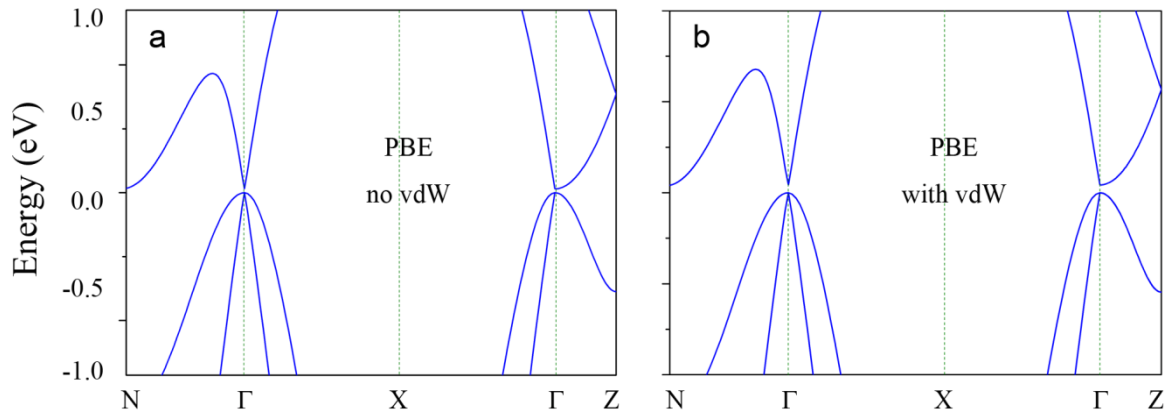 a
b
1.0
0.5
0.0
-0.5
-1.0
Energy (eV)
PBE
no vdW
PBE
with vdW
N Γ X Γ Z
N Γ X Γ Z